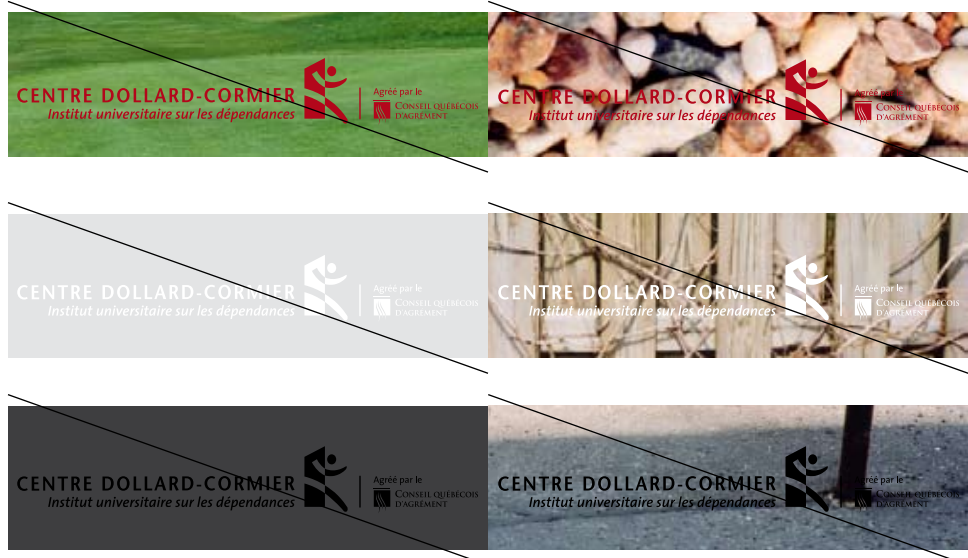 CENTRE DOLLARD-CORMIER
Institut universitaire sur les dépendances
Agréé par le
CONSEIL QUÉBÉCOIS
D'AGRÉMENT
CENTRE DOLLARD-CORMIER
Institut universitaire sur les dépendances
Agréé par le
CONSEIL QUÉBÉCOIS
D'AGRÉMENT
CENTRE DOLLARD-CORMIER
Institut universitaire sur les dépendances
Agréé par le
CONSEIL QUÉBÉCOIS
D'AGRÉMENT
CENTRE DOLLARD-CORMIER
Institut universitaire sur les dépendances
Agréé par le
CONSEIL QUÉBÉCOIS
D'AGRÉMENT
CENTRE DOLLARD-CORMIER
Institut universitaire sur les dépendances
Agréé par le
CONSEIL QUÉBÉCOIS
D'AGRÉMENT
CENTRE DOLLARD-CORMIER
Institut universitaire sur les dépendances
Agréé par le
CONSEIL QUÉBÉCOIS
D'AGRÉMENT